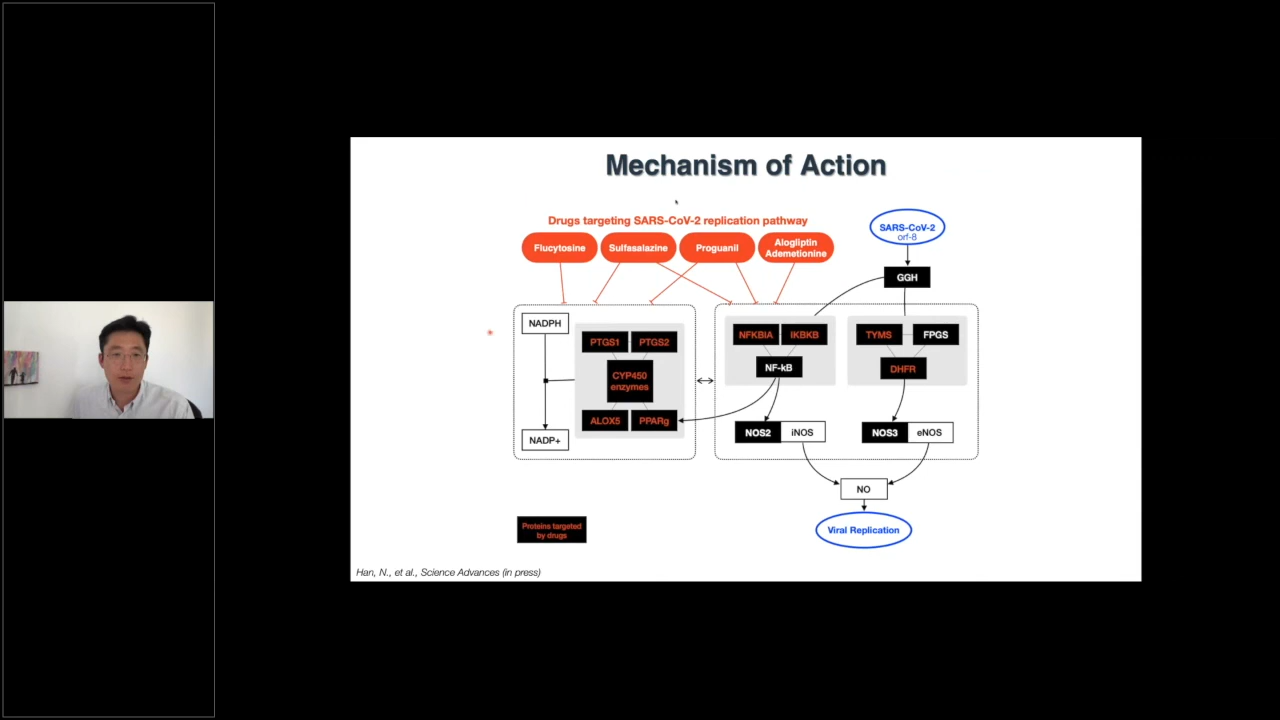 Mechanism of Action
Drugs targeting SARS-CoV-2 replication pathway
Flucytosine
Sulfasalazine
Proguanil
Alogliptin
Ademetionine
SARS-CoV-2
orf-8
GGH
NADPH
PTGS1
PTGS2
CYP450
enzymes
ALOX5
PPARg
NADP+
NFKBIA
IKBKB
NF-kB
TYMS
FPGS
DHFR
NOS2
iNOS
NOS3
eNOS
NO
Viral Replication
Proteins targeted
by drugs
Han, N., et al., Science Advances (in press)